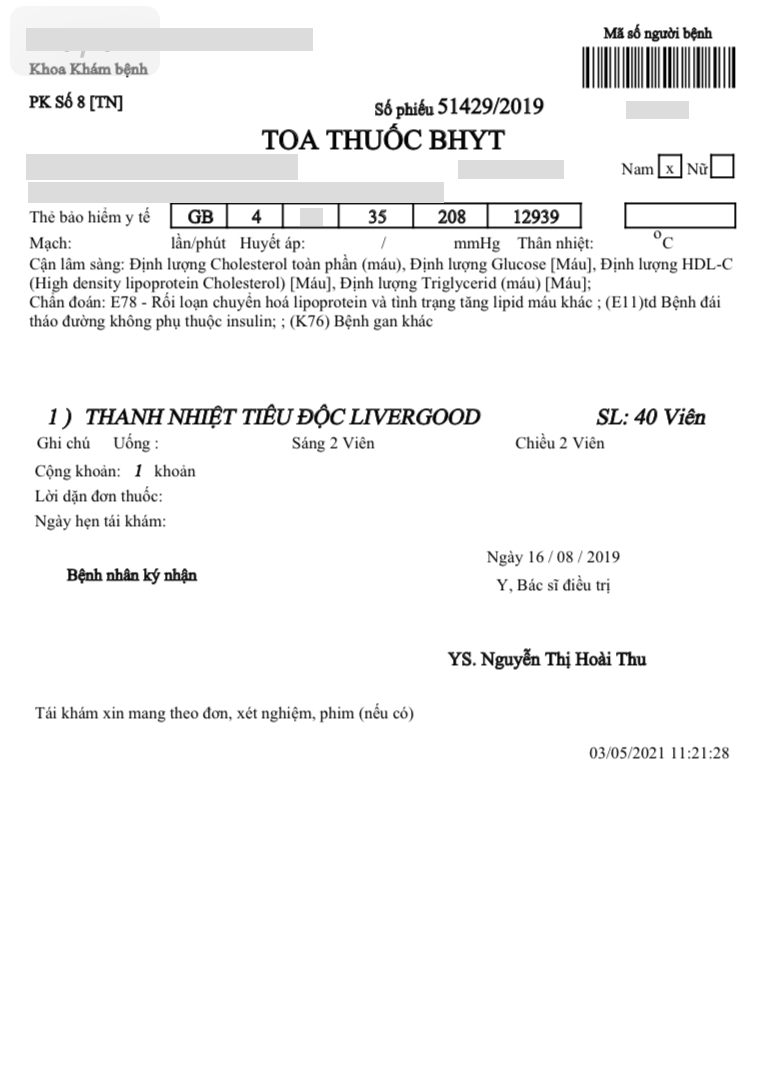 Mã số người bệnh
Khoa Khám bệnh
PK Số 8 [TN]
Số phiếu 51429/2019
TOA THUỐC BHYT
Nam x Nữ
Thẻ bảo hiểm y tế GB 4 35 208 12939
Mạch: lần/phút Huyết áp: / mmHg Thân nhiệt: °C
Cận lâm sàng: Định lượng Cholesterol toàn phần (máu), Định lượng Glucose [Máu], Định lượng HDL-C
(High density lipoprotein Cholesterol) [Máu], Định lượng Triglycerid (máu) [Máu];
Chẩn đoán: E78 - Rối loạn chuyển hoá lipoprotein và tình trạng tăng lipid máu khác ; (E11)td Bệnh đái
tháo đường không phụ thuộc insulin; ; (K76) Bệnh gan khác
1 ) THANH NHIỆT TIÊU ĐỘC LIVERGOOD SL: 40 Viên
Ghi chú Uống : Sáng 2 Viên Chiều 2 Viên
Cộng khoản: 1 khoản
Lời dặn đơn thuốc:
Ngày hẹn tái khám:
Ngày 16 / 08 / 2019
Bệnh nhân ký nhận
Y, Bác sĩ điều trị
YS. Nguyễn Thị Hoài Thu
Tái khám xin mang theo đơn, xét nghiệm, phim (nếu có)
03/05/2021 11:21:28